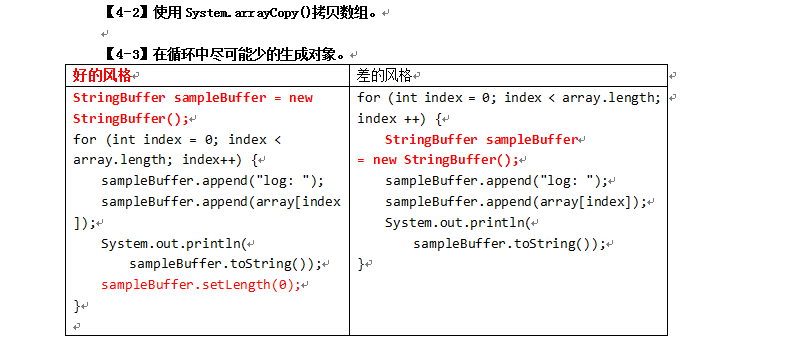 【4-2】使用System.arrayCopy()拷贝数组。
【4-3】在循环中尽可能少的生成对象。
好的风格
StringBuffer sampleBuffer = new
StringBuffer();
for (int index = 0; index <
array.length; index++) {
sampleBuffer.append("log: ");
sampleBuffer.append(array[index
]);
System.out.println(
sampleBuffer.toString());
sampleBuffer.setLength(0);
}
差的风格
for (int index = 0; index < array.length;
index ++) {
StringBuffer sampleBuffer
= new StringBuffer();
sampleBuffer.append("log: ");
sampleBuffer.append(array[index]);
System.out.println(
sampleBuffer.toString());
}